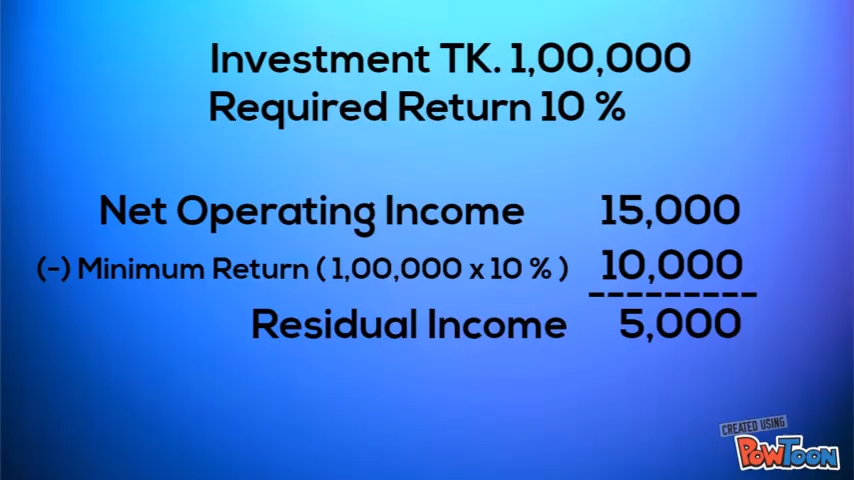 Investment TK. 1,00,000
Required Return 10 %
Net Operating Income 15,000
(-) Minimum Return ( 1,00,000 x 10 % ) 10,000
---------
Residual Income 5,000
CREATED USING
POWTOON